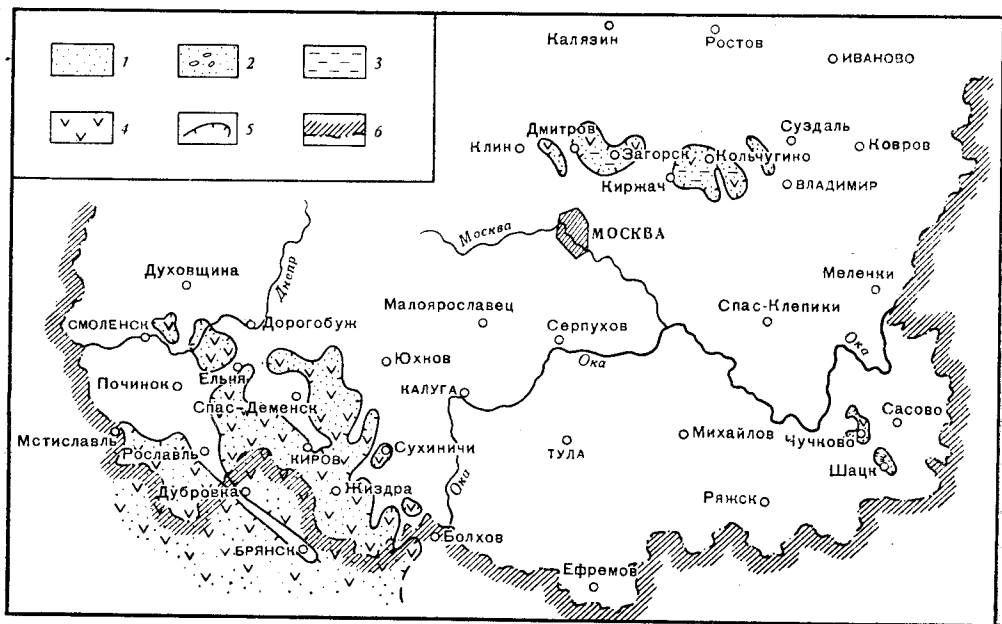 1
2
3
4
5
6
Калязин
Ростов
ИВАНОВО
Клин
Дмитров
Загорск
Кольчугино
Суздаль
Ковров
Киржач
ВЛАДИМИР
Москва
МОСКВА
Духовщина
Днепр
Меленки
СМОЛЕНСК
Дорогобуж
Малоярославец
Спас-Клепики
Серпухов
Ока
Ока
Починок
Ельня
Юхнов
КАЛУГА
Спас-Деменск
Сасово
Мстиславль
Рославль
КИРОВ
Сухиничи
ТУЛА
Михайлов
Чучково
Шацк
Дубровка
Жиздра
Ока
Ряжск
БРЯНСК
Болхов
Ефремов